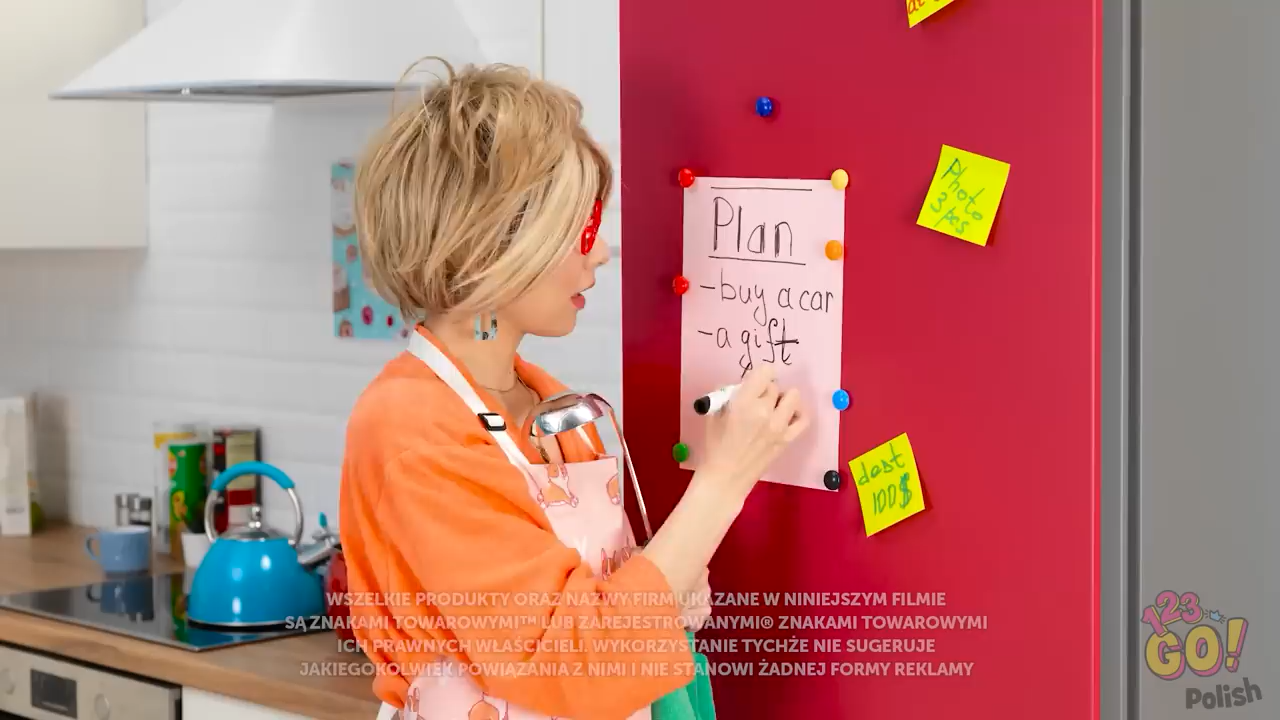 Plan
-buy a car
-a gift
Photo
3 pcs
100$
WSZELKIE PRODUKTY ORAZ NAZWY FIRM UKAZANE W NINIEJSZYM FILMIE
SĄ ZNAKAMI TOWAROWYMI™ LUB ZAREJESTROWANYMI® ZNAKAMI TOWAROWYMI
ICH PRAWNYCH WŁAŚCICIELI. WYKORZYSTANIE TYCHŻE NIE SUGERUJE
JAKIEGOKOLWIEK POWIĄZANIA Z NIMI I NIE STANOWI ŻADNEJ FORMY REKLAMY
123
GO!
Polish